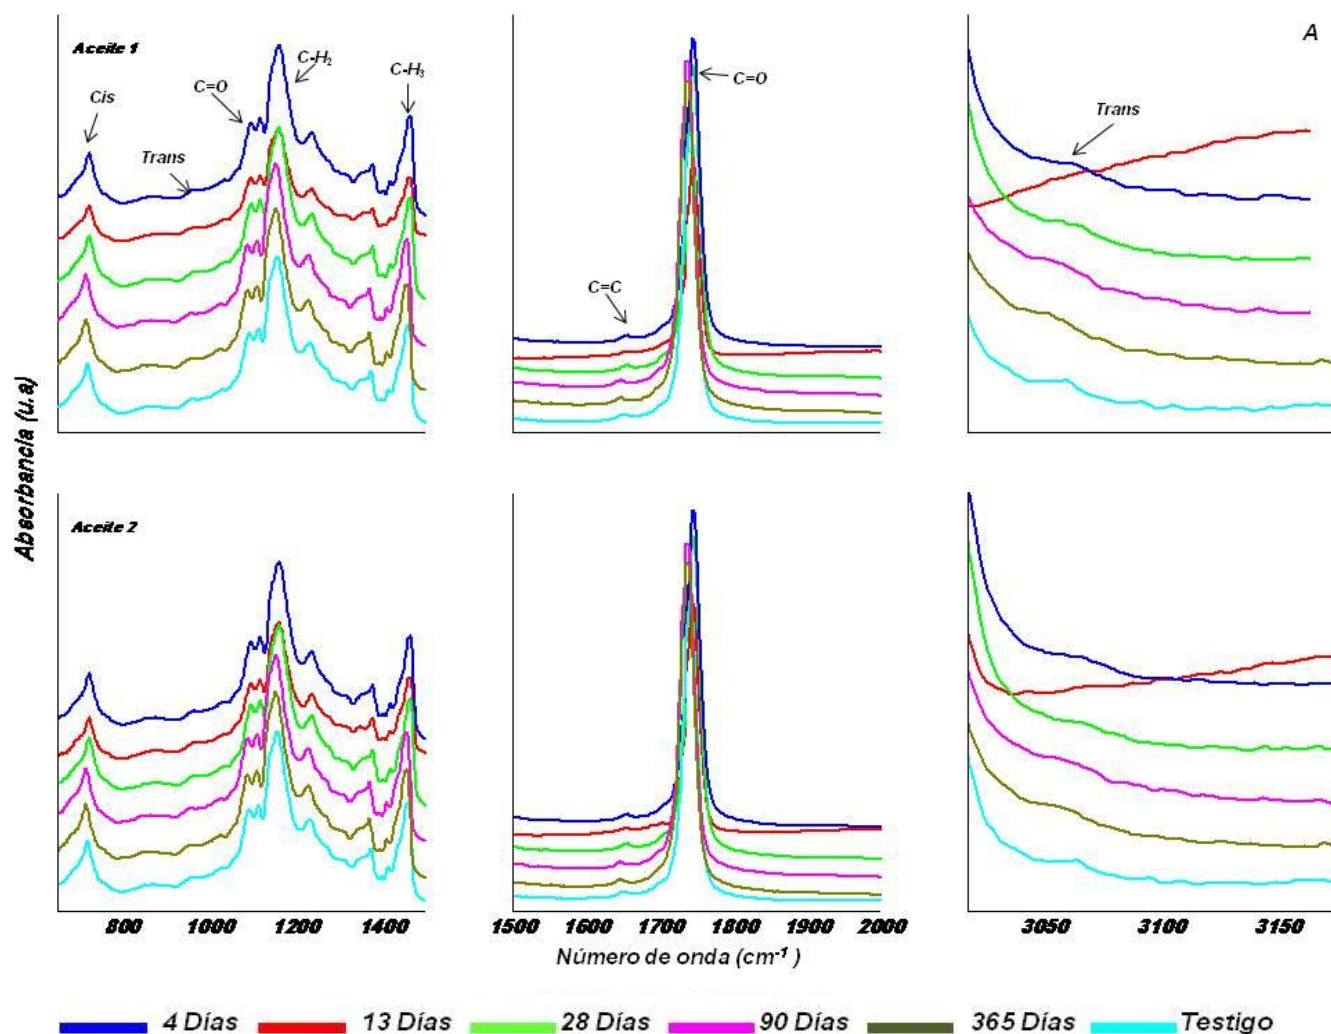 Aceite 1
A
C-H₂
C=O
C-H₃
C=O
Cis
Trans
Trans
C=C
Absorbancia (u.a)
Aceite 2
800 1000 1200 1400
1500 1600 1700 1800 1900 2000
3050 3100 3150
Número de onda (cm⁻¹ )
4 Días 13 Días 28 Días 90 Días 365 Días Testigo